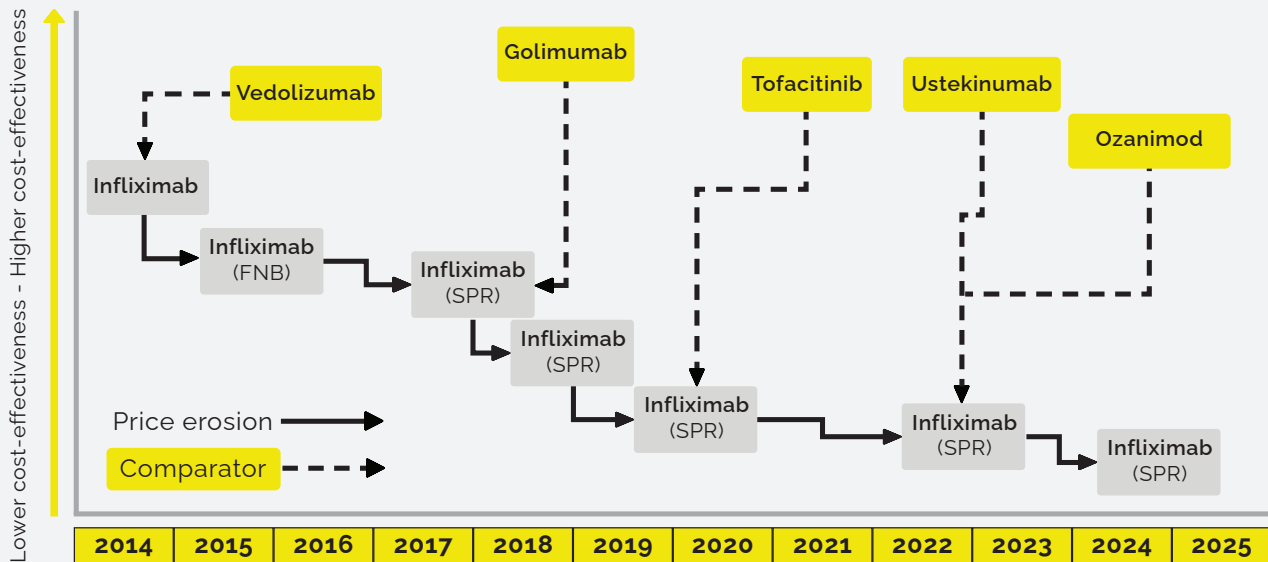 Lower cost-effectiveness - Higher cost-effectiveness
Golimumab
Vedolizumab
Tofacitinib
Ustekinumab
Ozanimod
Infliximab
Infliximab
(FNB)
Infliximab
(SPR)
Infliximab
(SPR)
Infliximab
(SPR)
Infliximab
(SPR)
Infliximab
(SPR)
Price erosion
Comparator
2014 2015 2016 2017 2018 2019 2020 2021 2022 2023 2024 2025